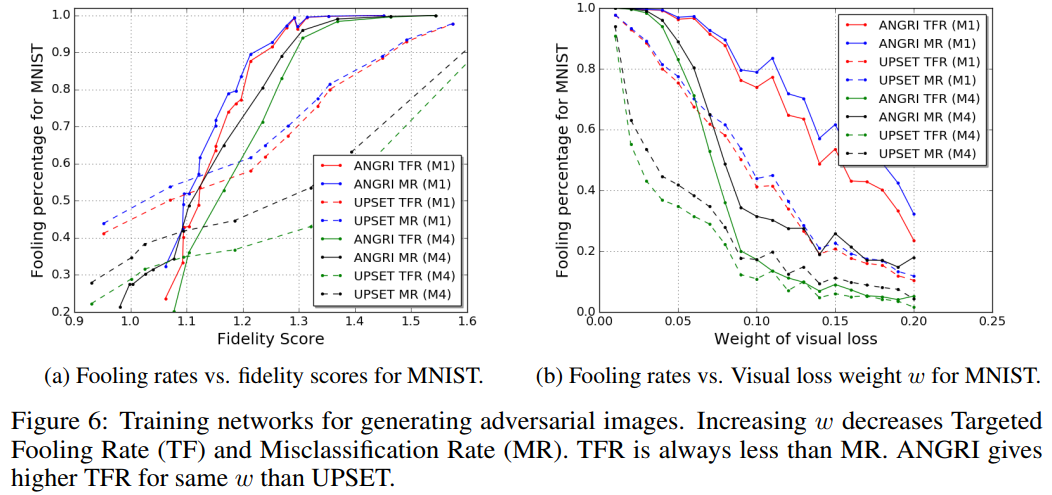 Fooling percentage for MNIST
1.0
0.9
0.8
0.7
0.6
0.5
0.4
0.3
0.2
ANGRI TFR (M1)
ANGRI MR (M1)
UPSET TFR (M1)
UPSET MR (M1)
ANGRI TFR (M4)
ANGRI MR (M4)
UPSET TFR (M4)
UPSET MR (M4)
0.9 1.0 1.1 1.2 1.3 1.4 1.5 1.6
Fidelity Score
(a) Fooling rates vs. fidelity scores for MNIST.
Fooling percentage for MNIST
1.0
0.8
0.6
0.4
0.2
0.0
ANGRI TFR (M1)
ANGRI MR (M1)
UPSET TFR (M1)
UPSET MR (M1)
ANGRI TFR (M4)
ANGRI MR (M4)
UPSET TFR (M4)
UPSET MR (M4)
0.00 0.05 0.10 0.15 0.20 0.25
Weight of visual loss
(b) Fooling rates vs. Visual loss weight w for MNIST.
Figure 6: Training networks for generating adversarial images. Increasing w decreases Targeted
Fooling Rate (TF) and Misclassification Rate (MR). TFR is always less than MR. ANGRI gives
higher TFR for same w than UPSET.